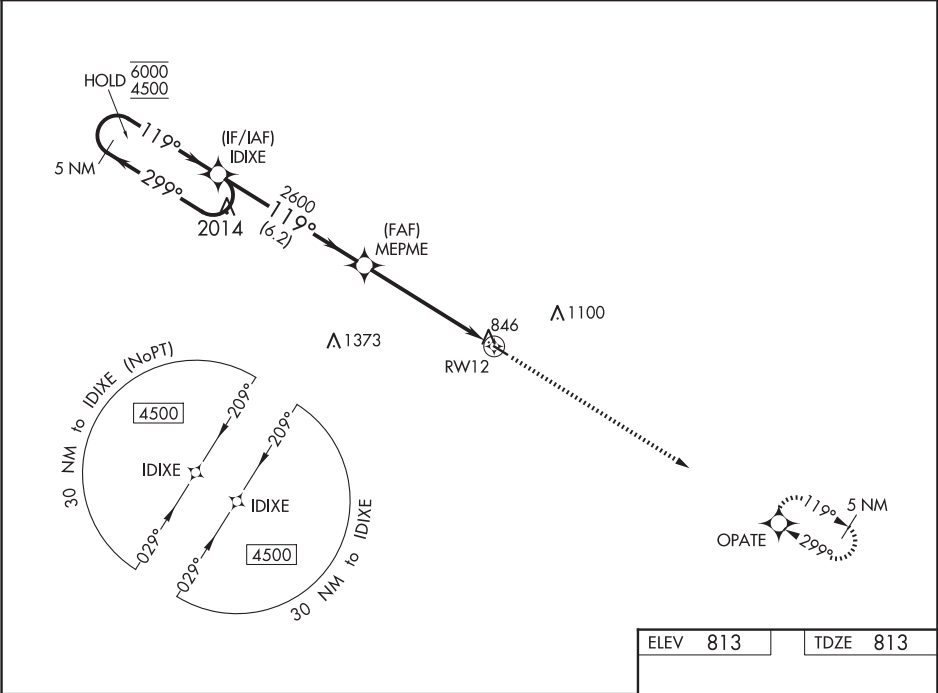 HOLD 6000
4500
119°
(IF/IAF)
IDIXE
5 NM
299°
2014
2600
119°
(6.2)
(FAF)
MEPME
1100
846
1373
RW12
30 NM to IDIXE (NoPT)
4500
209°
IDIXE
029°
209°
IDIXE
4500
029°
30 NM to IDIXE
119°
5 NM
OPATE
299°
ELEV 813
TDZE 813